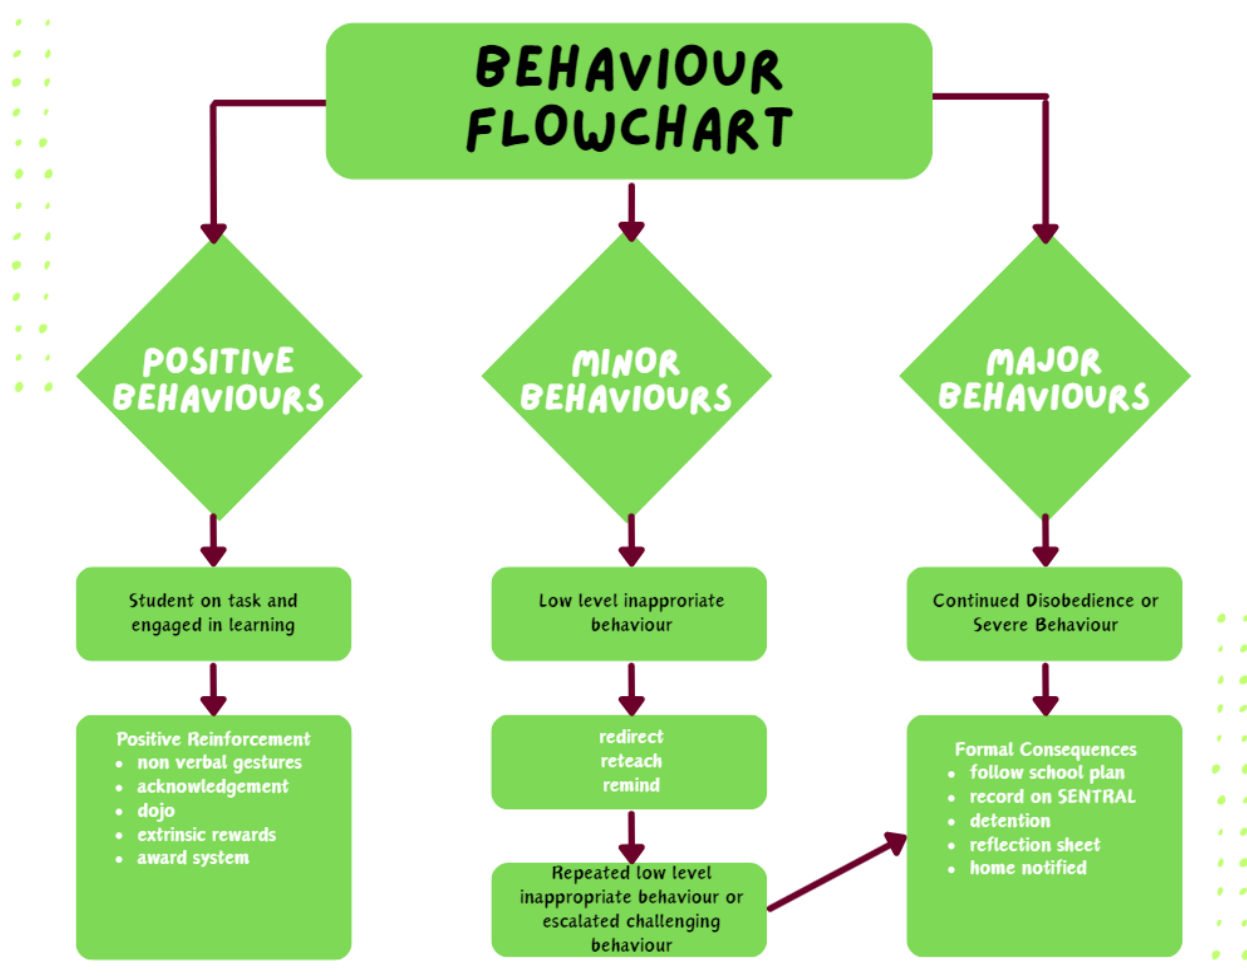 BEHAVIOUR
FLOWCHART
POSITIVE
BEHAVIOURS
MINOR
BEHAVIOURS
MAJOR
BEHAVIOURS
Student on task and
engaged in learning
Low level inapproriate
behaviour
Continued Disobedience or
Severe Behaviour
Positive Reinforcement
• non verbal gestures
• acknowledgement
• dojo
• extrinsic rewards
• award system
redirect
reteach
remind
Repeated low level
inappropriate behaviour or
escalated challenging
behaviour
Formal Consequences
• follow school plan
• record on SENTRAL
• detention
• reflection sheet
• home notified